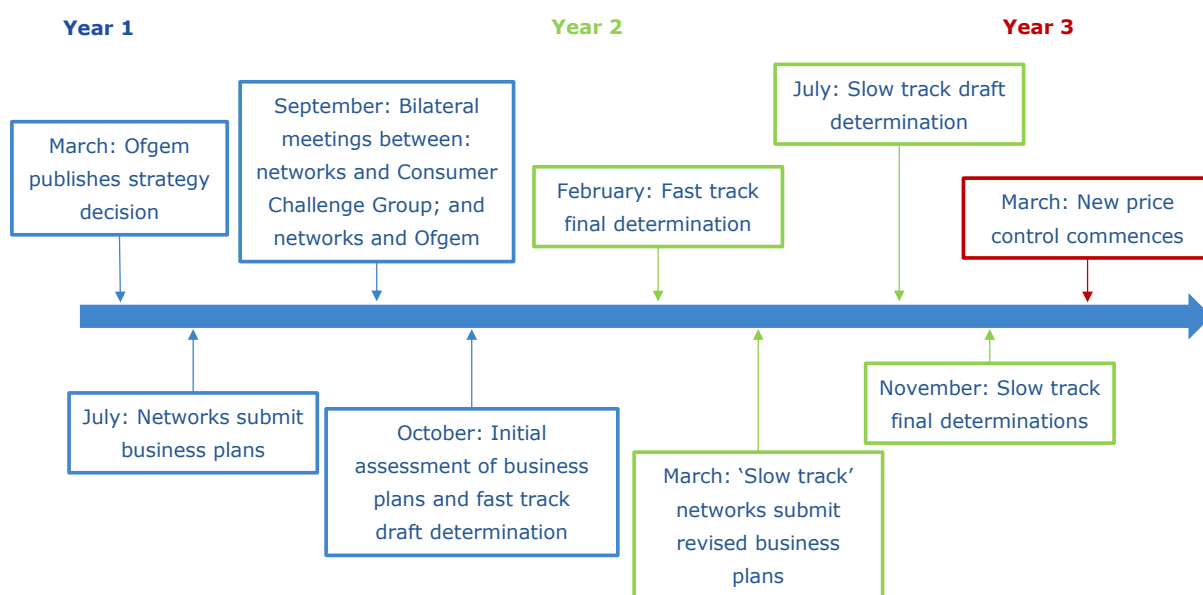 Year 1
Year 2
Year 3
March: Ofgem
publishes strategy
decision
September: Bilateral
meetings between:
networks and Consumer
Challenge Group; and
networks and Ofgem
February: Fast track
final determination
July: Slow track draft
determination
March: New price
control commences
July: Networks submit
business plans
October: Initial
assessment of business
plans and fast track
draft determination
March: ‘Slow track’
networks submit
revised business
plans
November: Slow track
final determinations